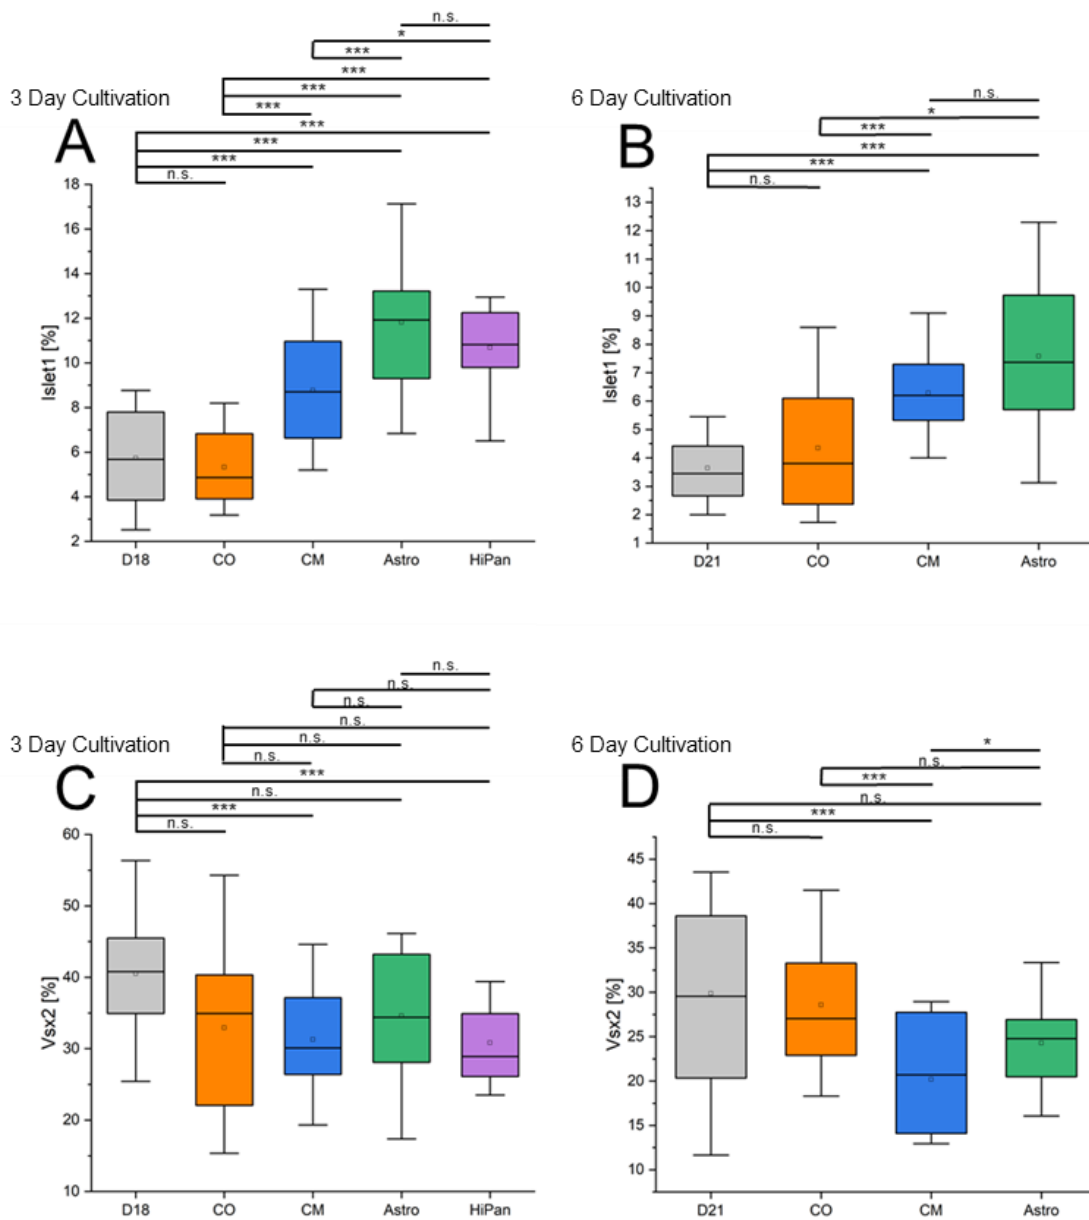 n.s.
*
***
***
3 Day Cultivation
***
***
***
A
***
***
n.s.
18
16
14
12
10
8
6
4
2
Islet1 [%]
D18 CO CM Astro HiPan
n.s.
6 Day Cultivation
*
***
B
***
***
n.s.
13
12
11
10
9
8
7
6
5
4
3
2
1
Islet1 [%]
D21 CO CM Astro
n.s.
n.s.
n.s.
n.s.
3 Day Cultivation
n.s.
n.s.
C
***
n.s.
***
n.s.
60
50
40
30
20
10
Vsx2 [%]
D18 CO CM Astro HiPan
*
6 Day Cultivation
n.s.
***
D
n.s.
***
n.s.
45
40
35
30
25
20
15
10
Vsx2 [%]
D21 CO CM Astro